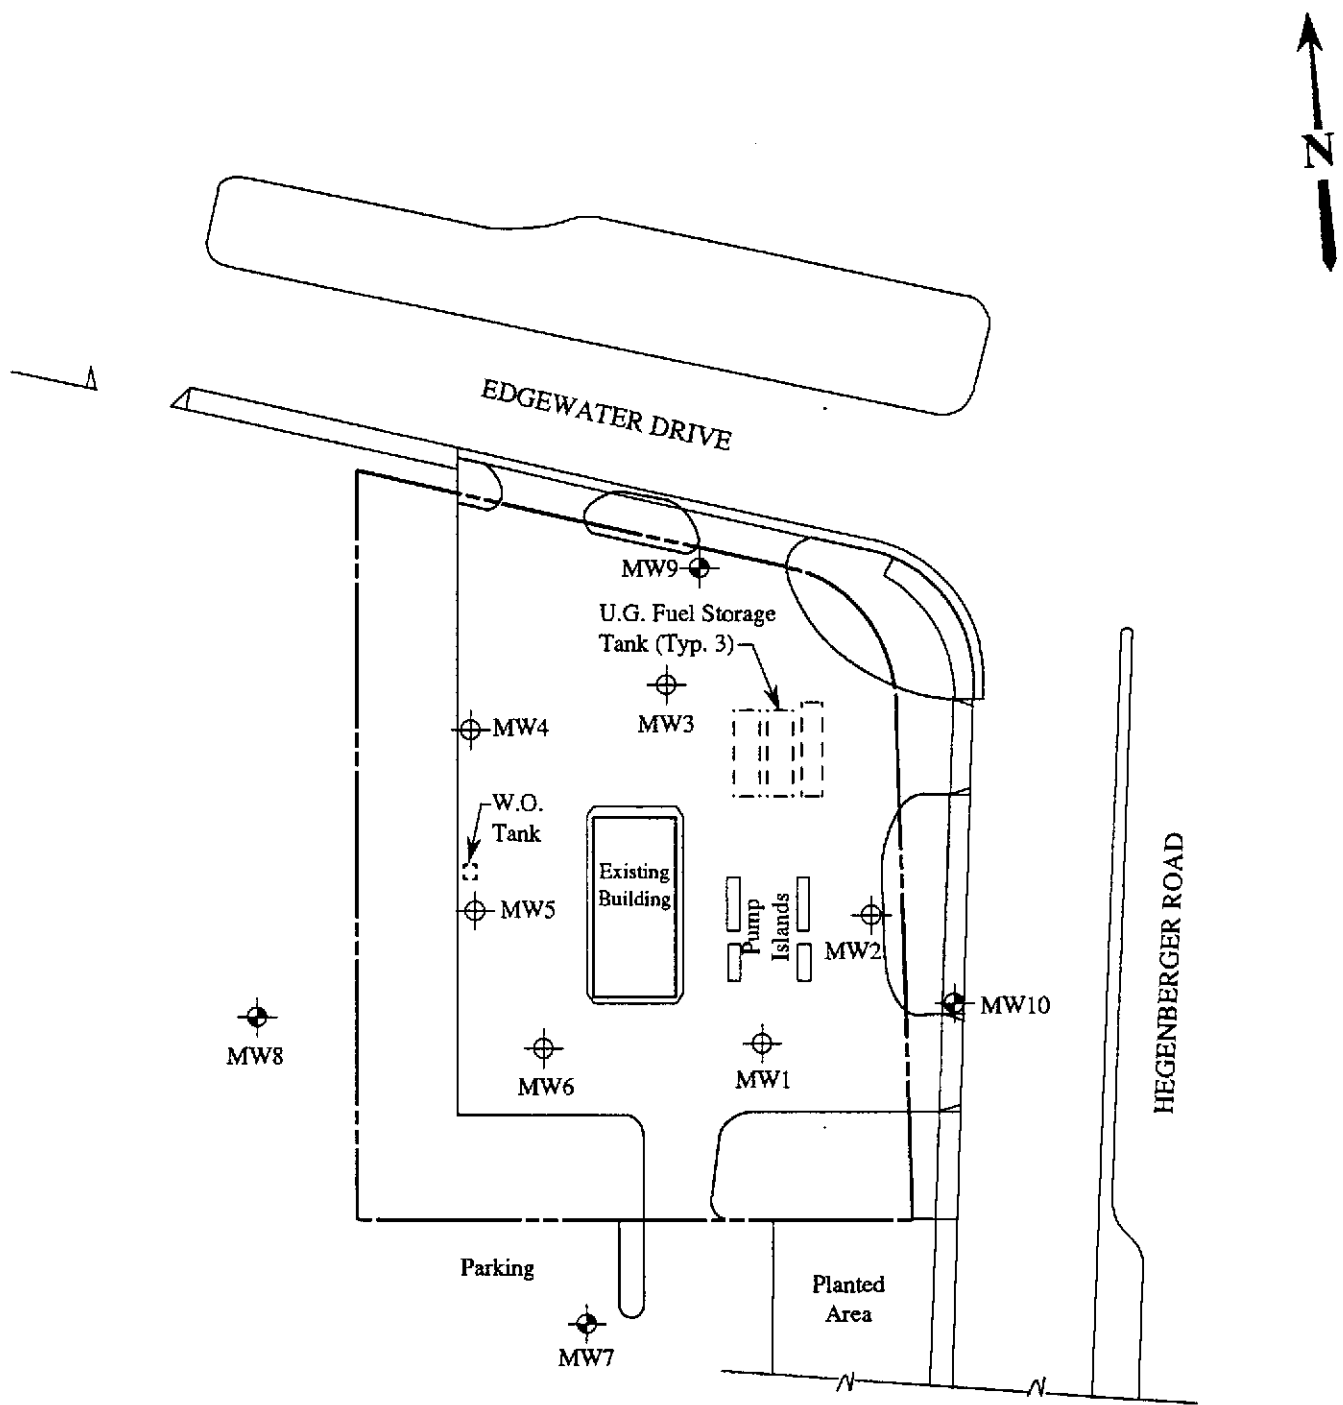 N
EDGEWATER DRIVE
MW9
U.G. Fuel Storage
Tank (Typ. 3)
MW3
MW4
W.O.
Tank
Existing
Building
Pump
Islands
MW5
MW2
MW10
HEGENBERGER ROAD
MW8
MW6
MW1
Parking
Planted
Area
MW7